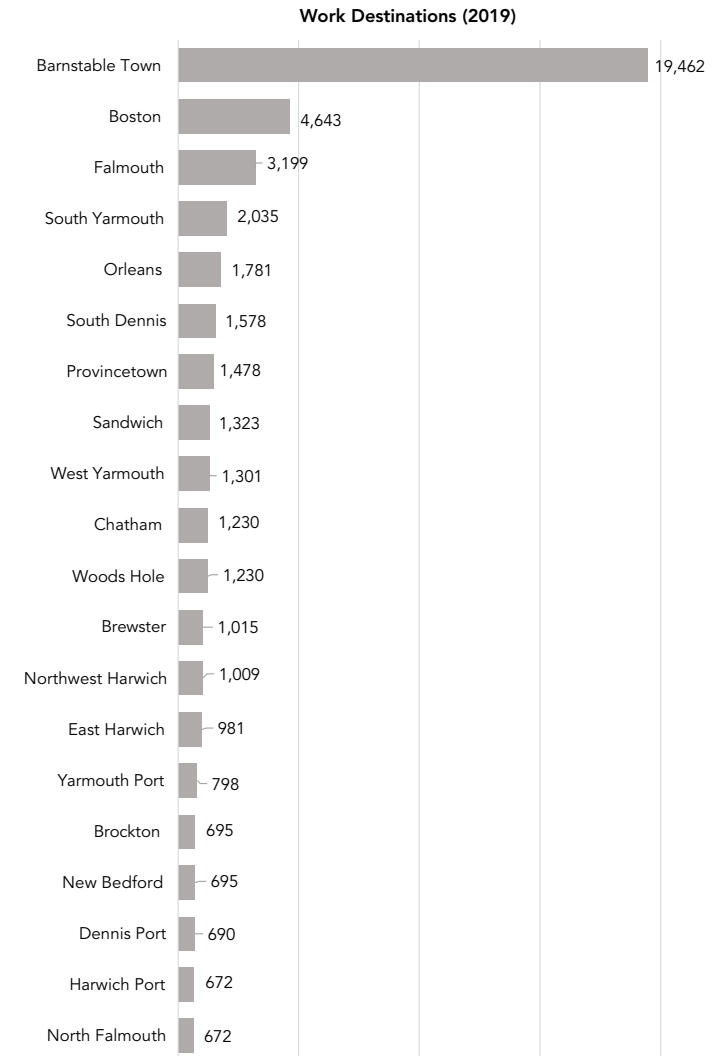 Work Destinations (2019)
Barnstable Town 19,462
Boston 4,643
Falmouth 3,199
South Yarmouth 2,035
Orleans 1,781
South Dennis 1,578
Provincetown 1,478
Sandwich 1,323
West Yarmouth 1,301
Chatham 1,230
Woods Hole 1,230
Brewster 1,015
Northwest Harwich 1,009
East Harwich 981
Yarmouth Port 798
Brockton 695
New Bedford 695
Dennis Port 690
Harwich Port 672
North Falmouth 672